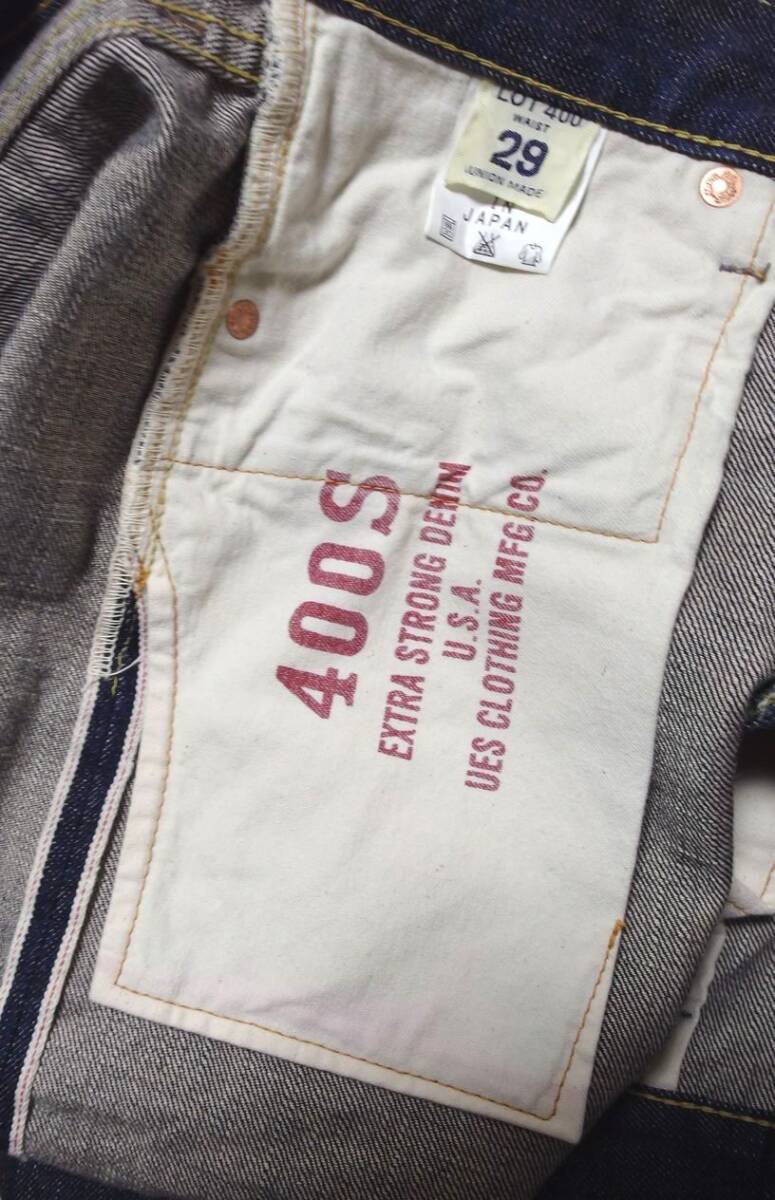 LOT 400
WAIST
29
UNION MADE
IN
JAPAN
400S
EXTRA STRONG DENIM
U.S.A.
UES CLOTHING MFG.CO.